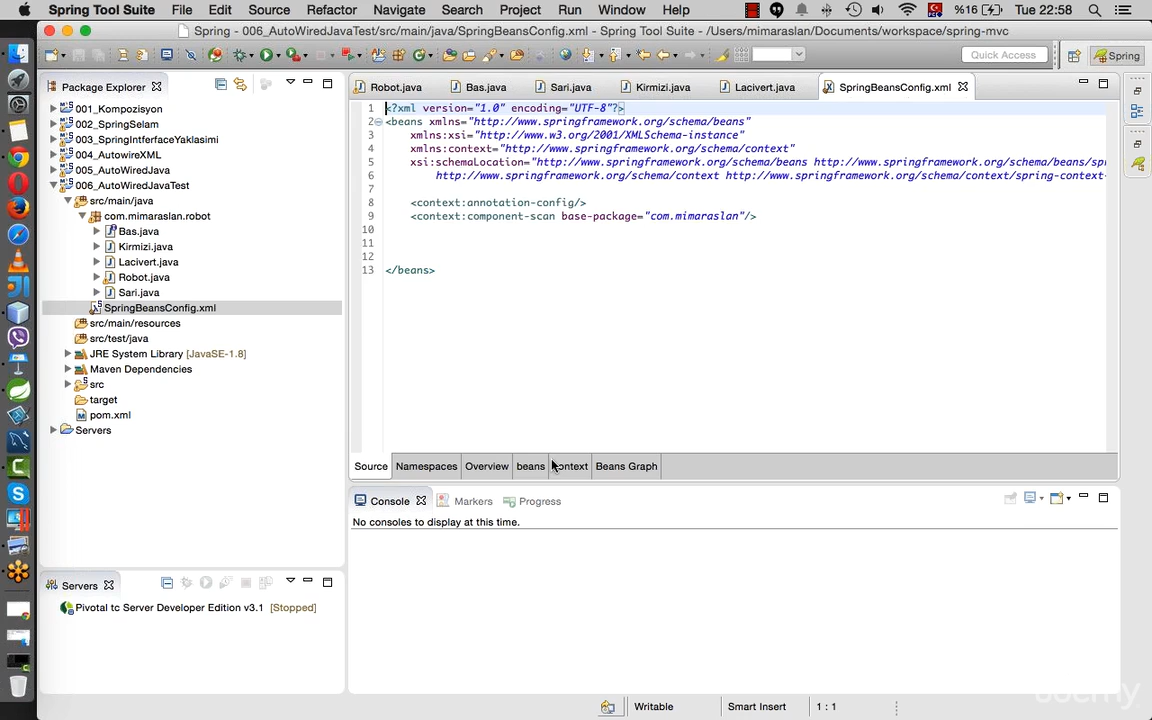 Spring Tool Suite File Edit Source Refactor Navigate Search Project Run Window Help %16 Tue 22:58
Spring - 006_AutoWiredJavaTest/src/main/java/SpringBeansConfig.xml - Spring Tool Suite - /Users/mimaraslan/Documents/workspace/spring-mvc
Quick Access Spring
Package Explorer
001_Kompozisyon
002_SpringSelam
003_SpringIntferfaceYaklasimi
004_AutowireXML
005_AutowiredJava
006_AutoWiredJavaTest
src/main/java
com.mimaraslan.robot
Bas.java
Kirmizi.java
Lacivert.java
Robot.java
Sari.java
SpringBeansConfig.xml
src/main/resources
src/test/java
JRE System Library [JavaSE-1.8]
Maven Dependencies
src
target
pom.xml
Servers
Robot.java Bas.java Sari.java Kirmizi.java Lacivert.java SpringBeansConfig.xml
1 <?xml version="1.0" encoding="UTF-8"?>
2 <beans xmlns="http://www.springframework.org/schema/beans"
3 xmlns:xsi="http://www.w3.org/2001/XMLSchema-instance"
4 xmlns:context="http://www.springframework.org/schema/context"
5 xsi:schemaLocation="http://www.springframework.org/schema/beans http://www.springframework.org/schema/beans/spr
6 http://www.springframework.org/schema/context http://www.springframework.org/schema/context/spring-context-
7
8 <context:annotation-config/>
9 <context:component-scan base-package="com.mimaraslan"/>
10
11
12
13 </beans>
Source Namespaces Overview beans context Beans Graph
Console Markers Progress
No consoles to display at this time.
Servers
Pivotal tc Server Developer Edition v3.1 [Stopped]
Writable Smart Insert 1 : 1
udemy